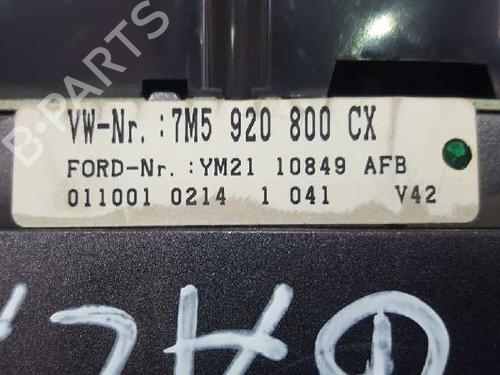 VW-Nr. :7M5 920 800 CX
FORD-Nr. :YM21 10849 AFB
011001 0214 1 041 V42
B-PARTS